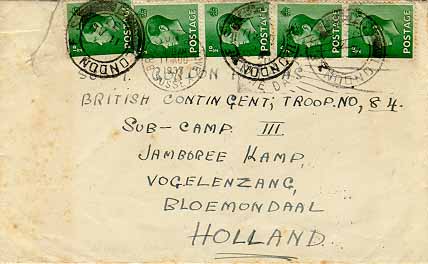 POSTAGE POSTAGE POSTAGE POSTAGE POSTAGE
LONDON
BRITISH CONTINGENT; TROOP.NO, 84.
SUB-CAMP. III
JAMBOREE KAMP,
VOGELENZANG,
BLOEMONDAAL
HOLLAND